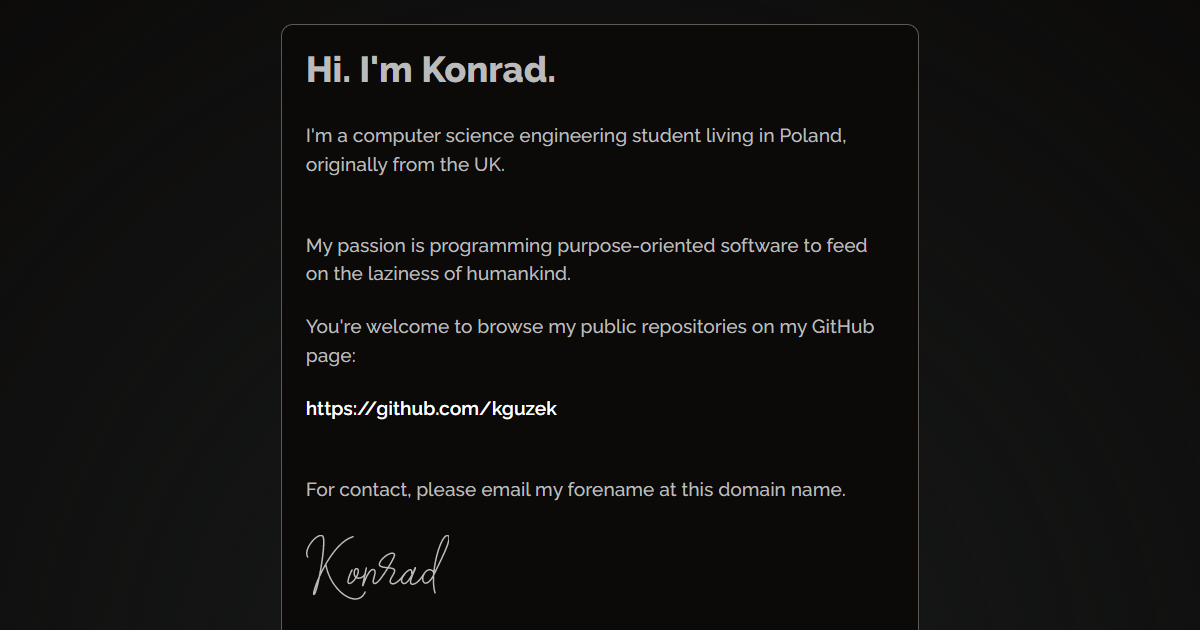 Hi. I'm Konrad.
I'm a computer science engineering student living in Poland,
originally from the UK.
My passion is programming purpose-oriented software to feed
on the laziness of humankind.
You're welcome to browse my public repositories on my GitHub
page:
https://github.com/kguzek
For contact, please email my forename at this domain name.
Konrad